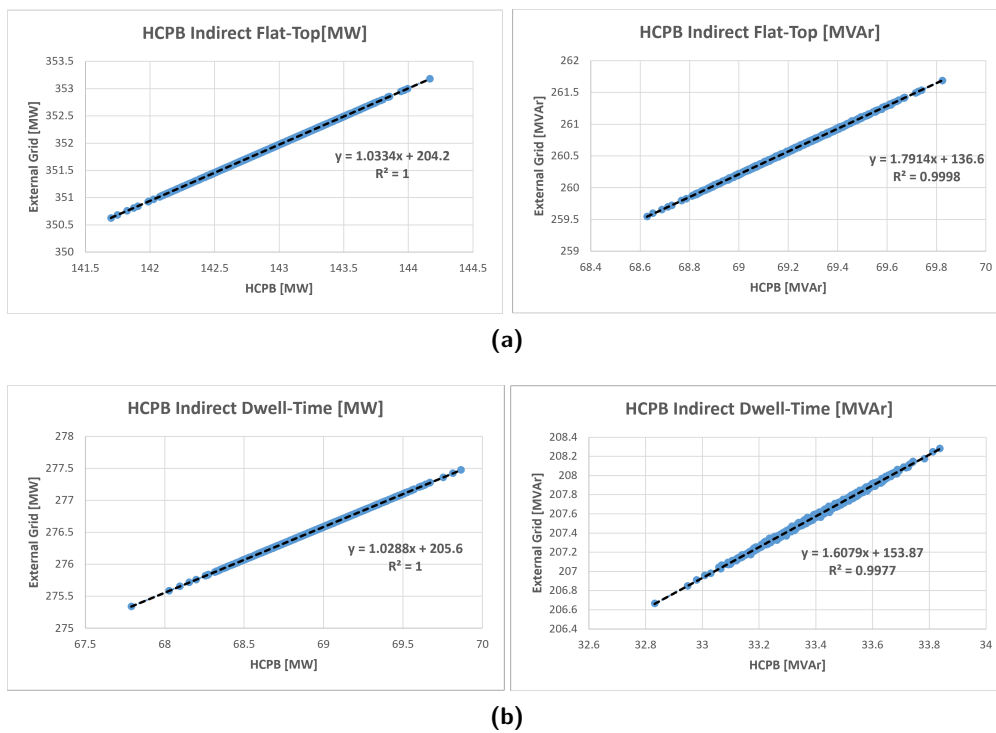 HCPB Indirect Flat-Top[MW]
353.5
353
352.5
352
351.5
351
350.5
350
External Grid [MW]
y = 1.0334x + 204.2
R² = 1
141.5 142 142.5 143 143.5 144 144.5
HCPB [MW]
HCPB Indirect Flat-Top [MVAr]
262
261.5
261
260.5
260
259.5
259
External Grid [MVAr]
y = 1.7914x + 136.6
R² = 0.9998
68.4 68.6 68.8 69 69.2 69.4 69.6 69.8 70
HCPB [MVAr]
(a)
HCPB Indirect Dwell-Time [MW]
278
277.5
277
276.5
276
275.5
275
External Grid [MW]
y = 1.0288x + 205.6
R² = 1
67.5 68 68.5 69 69.5 70
HCPB [MW]
HCPB Indirect Dwell-Time [MVAr]
208.4
208.2
208
207.8
207.6
207.4
207.2
207
206.8
206.6
206.4
External Grid [MVAr]
y = 1.6079x + 153.87
R² = 0.9977
32.6 32.8 33 33.2 33.4 33.6 33.8 34
HCPB [MVAr]
(b)